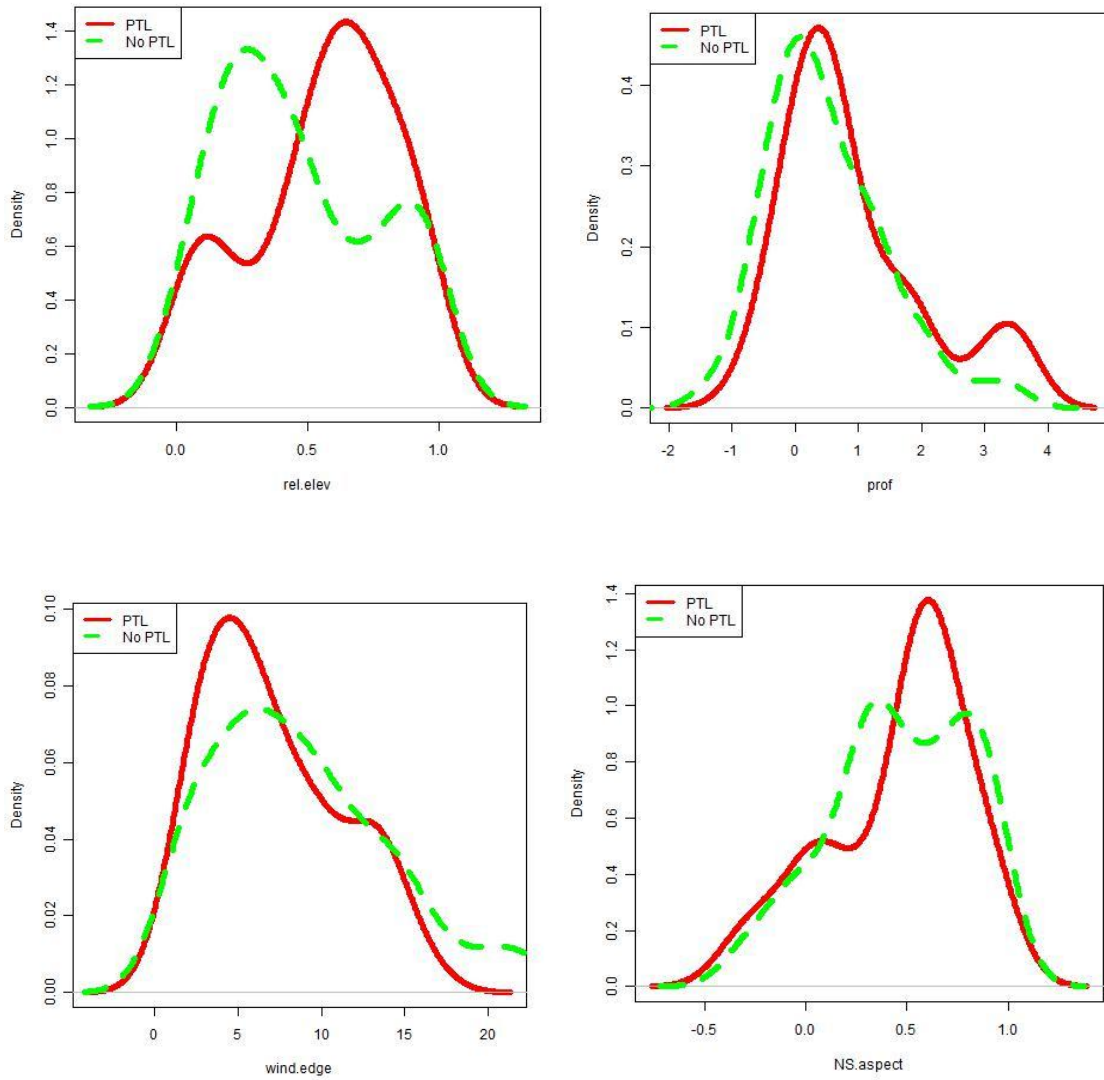 PTL
No PTL
Density
0.0 0.2 0.4 0.6 0.8 1.0 1.2 1.4
0.0 0.5 1.0
rel.elev
PTL
No PTL
Density
0.0 0.1 0.2 0.3 0.4
-2 -1 0 1 2 3 4
prof
PTL
No PTL
Density
0.00 0.02 0.04 0.06 0.08 0.10
0 5 10 15 20
wind.edge
PTL
No PTL
Density
0.0 0.2 0.4 0.6 0.8 1.0 1.2 1.4
-0.5 0.0 0.5 1.0
NS.aspect